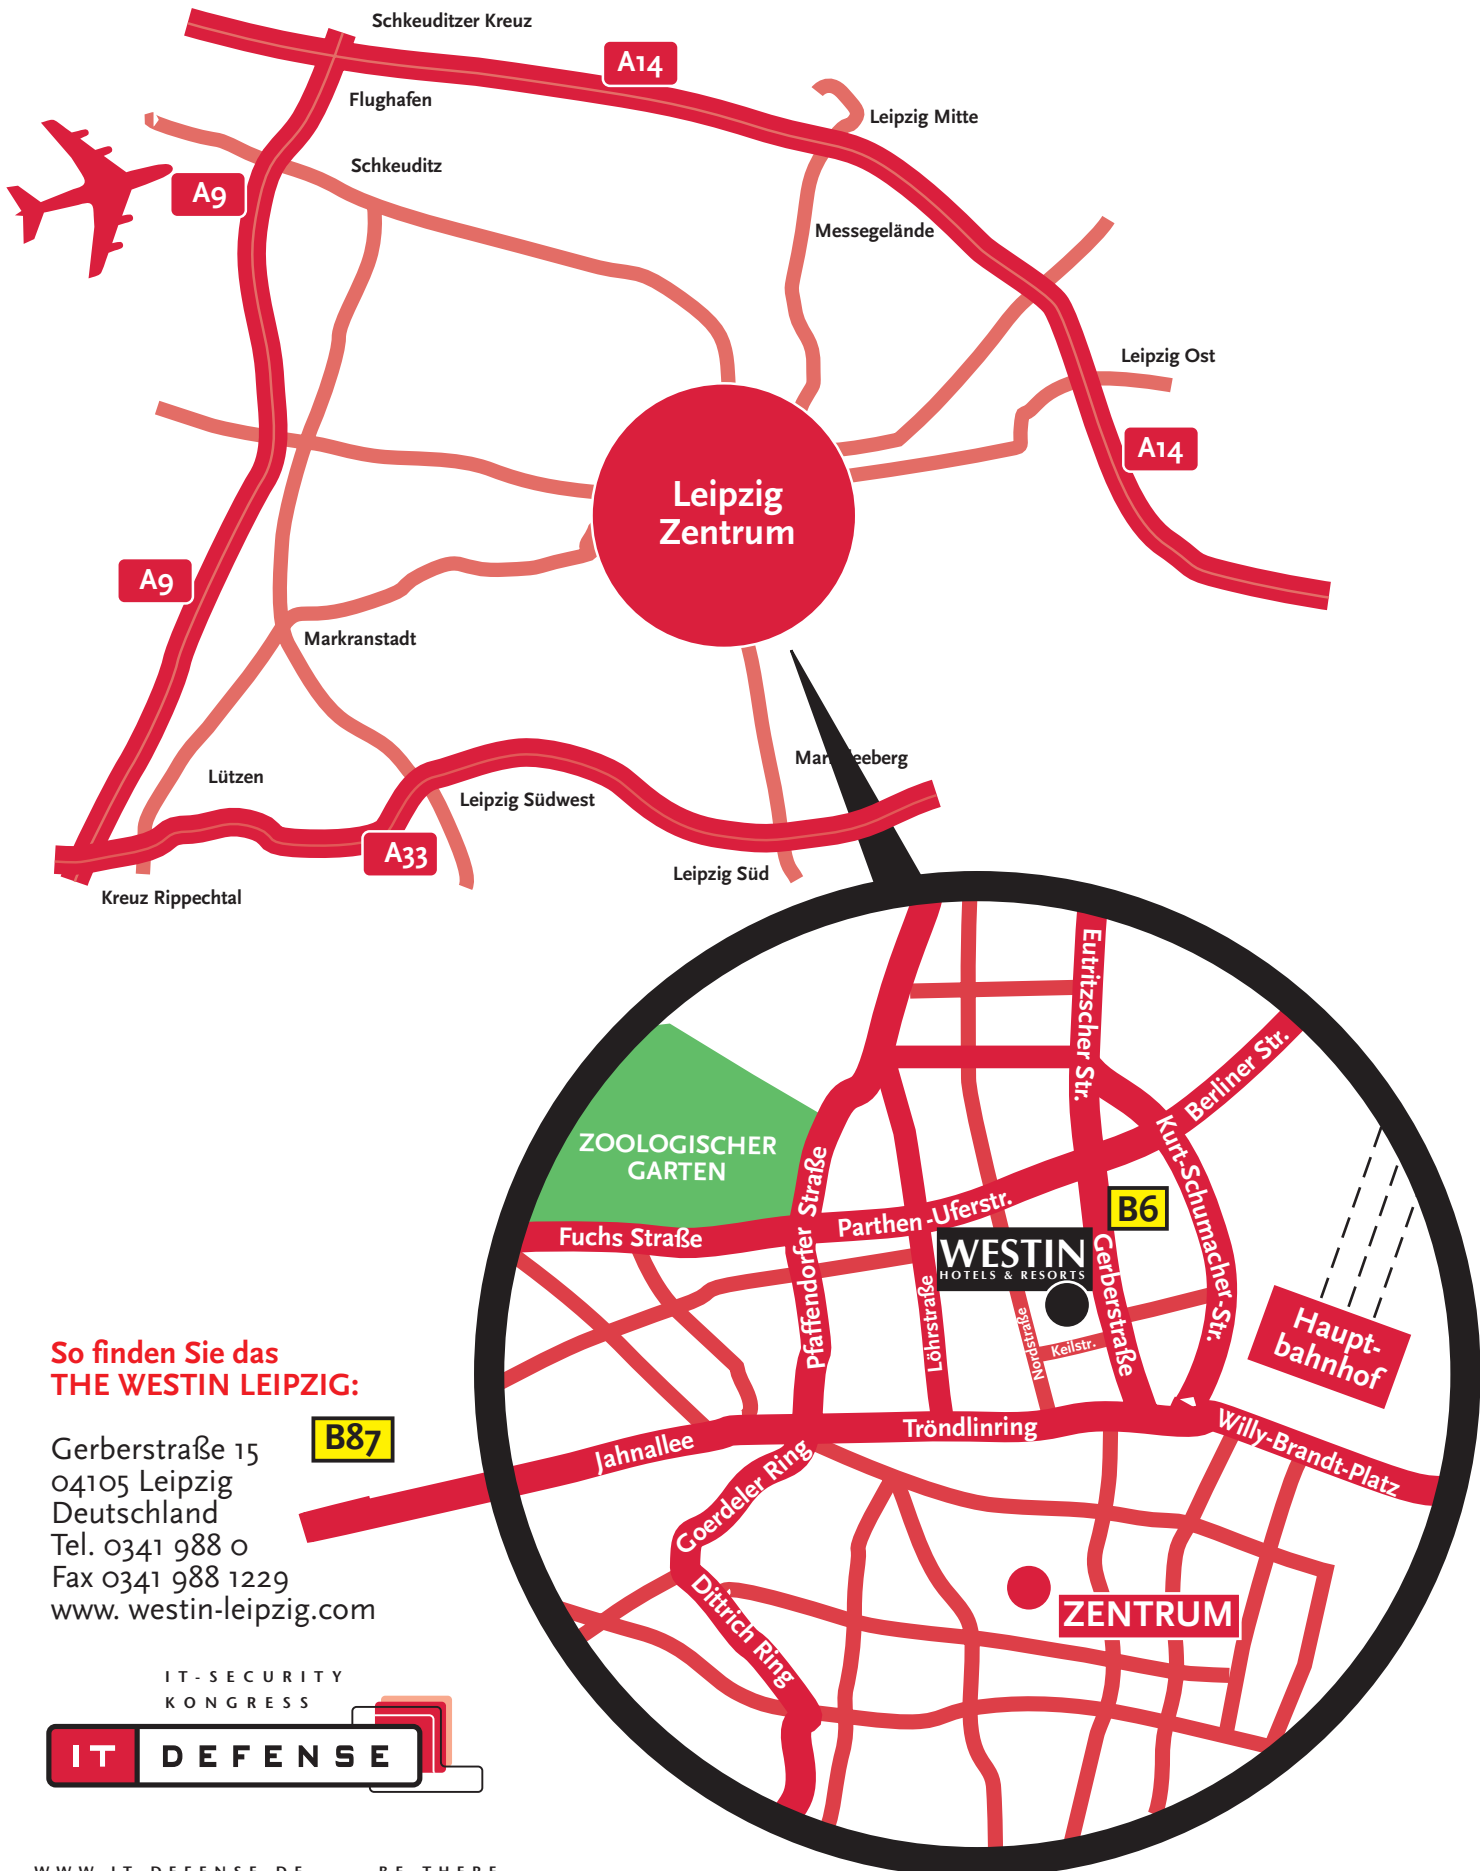 Schkeuditzer Kreuz
A14
Flughafen
Leipzig Mitte
Schkeuditz
A9
Messegelände
Leipzig Ost
A14
Leipzig
Zentrum
A9
Markranstadt
Lützen
Leipzig Südwest
A33
Leipzig Süd
Kreuz Rippechtal
Eutritzscher Str.
Berliner Str.
Kurt-Schumacher-Str.
ZOOLOGISCHER
GARTEN
Pfaffendorfer Straße
Parthen-Uferstr.
Fuchs Straße
B6
WESTIN
HOTELS & RESORTS
Gerberstraße
Löhrstraße
Nordstraße
Keilstr.
Haupt-
bahnhof
Tröndlinring
Willy-Brandt-Platz
Jahnallee
Goerdeler Ring
Dittrich Ring
ZENTRUM
So finden Sie das
THE WESTIN LEIPZIG:
B87
Gerberstraße 15
04105 Leipzig
Deutschland
Tel. 0341 988 0
Fax 0341 988 1229
www. westin-leipzig.com
IT-SECURITY
KONGRESS
IT DEFENSE